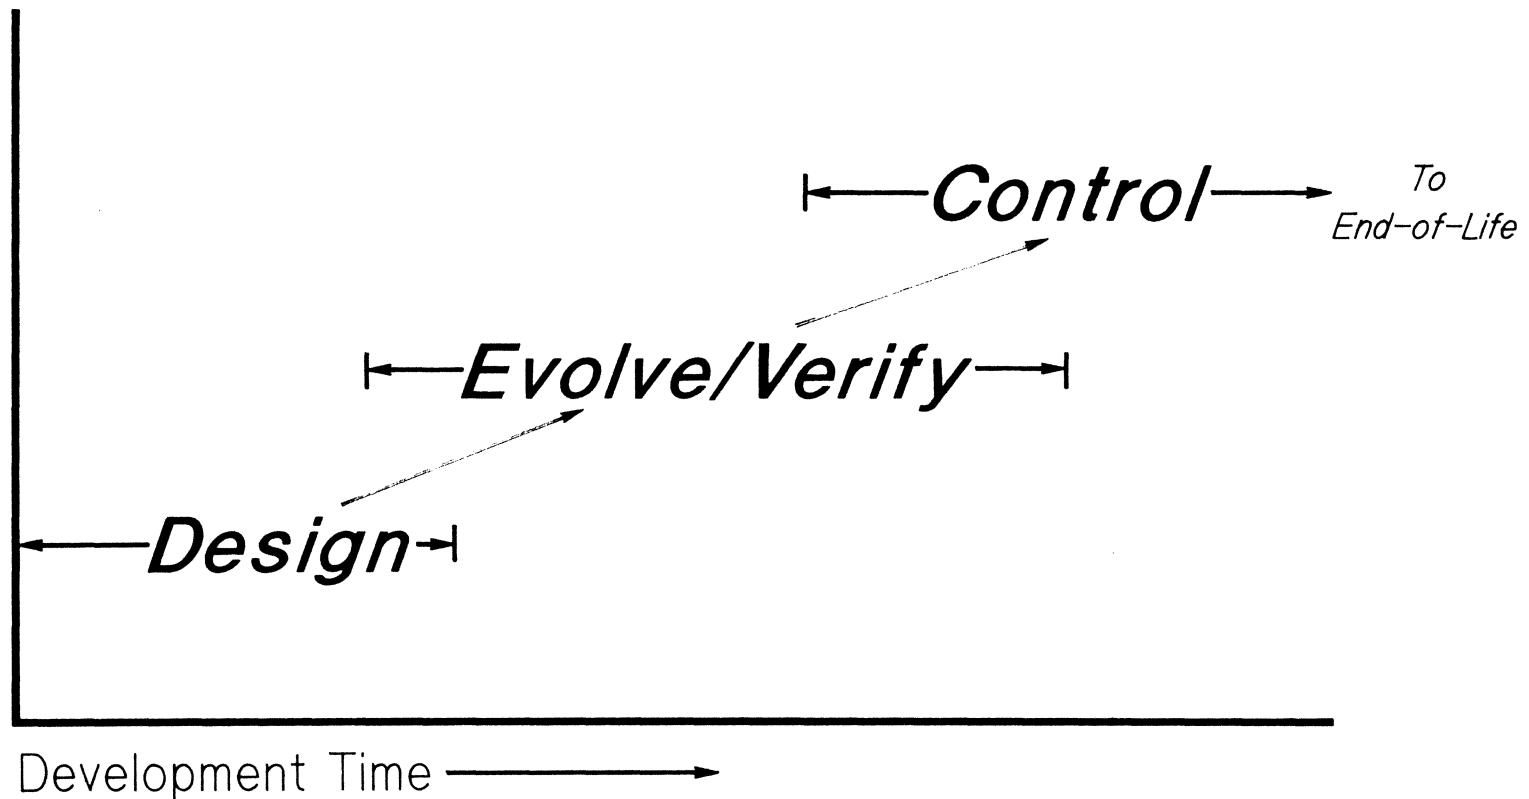 Control
To
End-of-Life
Evolve/Verify
Design
Development Time